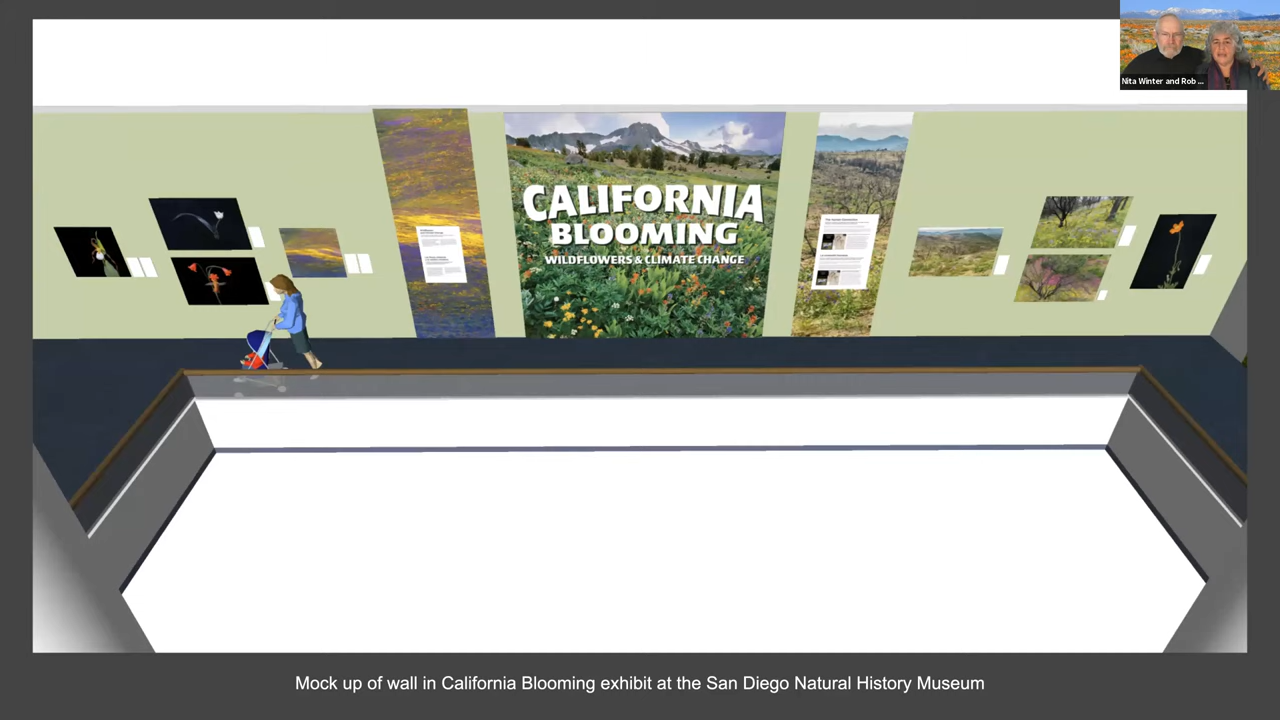 Nita Winter and Rob ...
CALIFORNIA
BLOOMING
WILDFLOWERS & CLIMATE CHANGE
Mock up of wall in California Blooming exhibit at the San Diego Natural History Museum